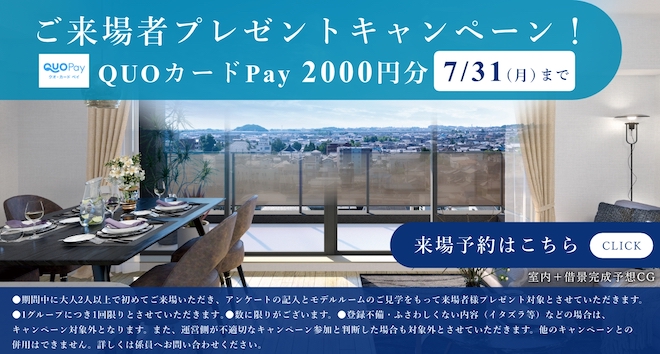 ご来場者プレゼントキャンペーン！
QUO Pay
QUOカードPay 2000円分 7/31(月)まで
来場予約はこちら CLICK
室内＋借景完成予想CG
●期間中に大人2人以上で初めてご来場いただき、アンケートの記入とモデルルームのご見学をもって来場者様プレゼント対象とさせていただきます。
●1グループにつき1回限りとさせていただきます。●数に限りがございます。●登録不備・ふさわしくない内容（イタズラ等）などの場合は、
キャンペーン対象外となります。また、運営側が不適切なキャンペーン参加と判断した場合も対象外とさせていただきます。他のキャンペーンとの
併用はできません。詳しくは係員へお問い合わせください。